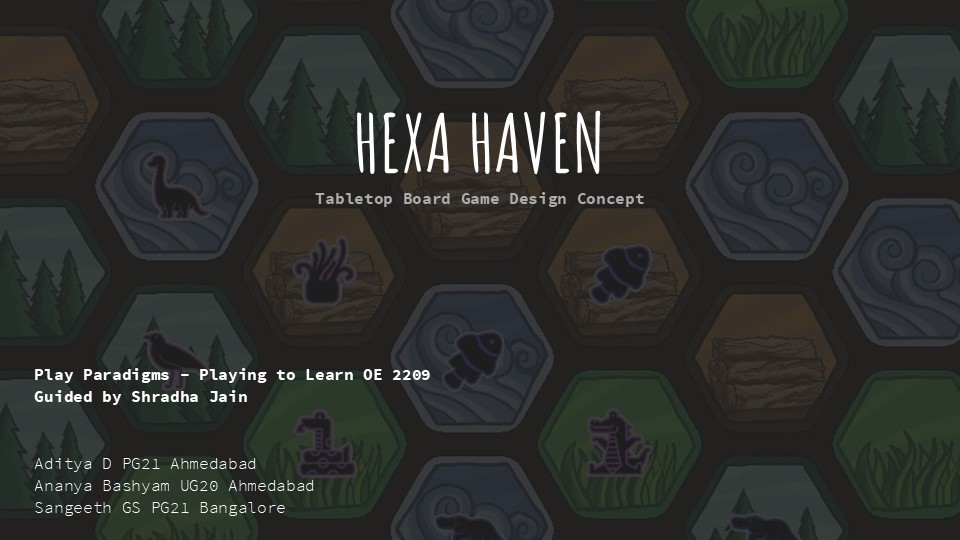 HEXA HAVEN
Tabletop Board Game Design Concept
Play Paradigms – Playing to Learn OE 2209
Guided by Shradha Jain
Aditya D PG21 Ahmedabad
Ananya Bashyam UG20 Ahmedabad
Sangeeth GS PG21 Bangalore